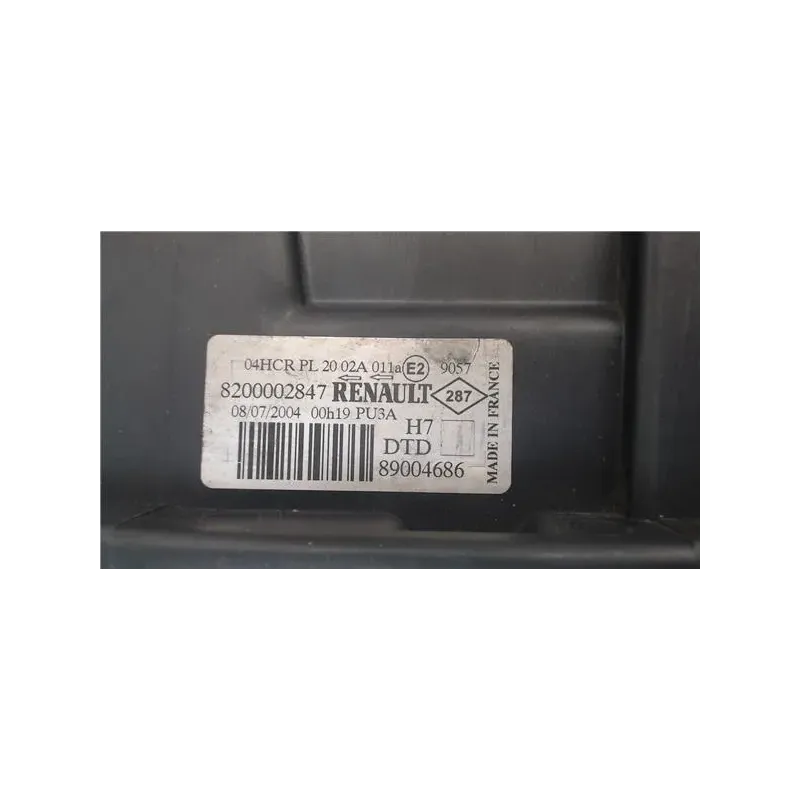 04HCR PL 20 02A 011a E2 9057
8200002847 RENAULT 287
08/07/2004 00h19 PU3A
H7
DTD
89004686
MADE IN FRANCE